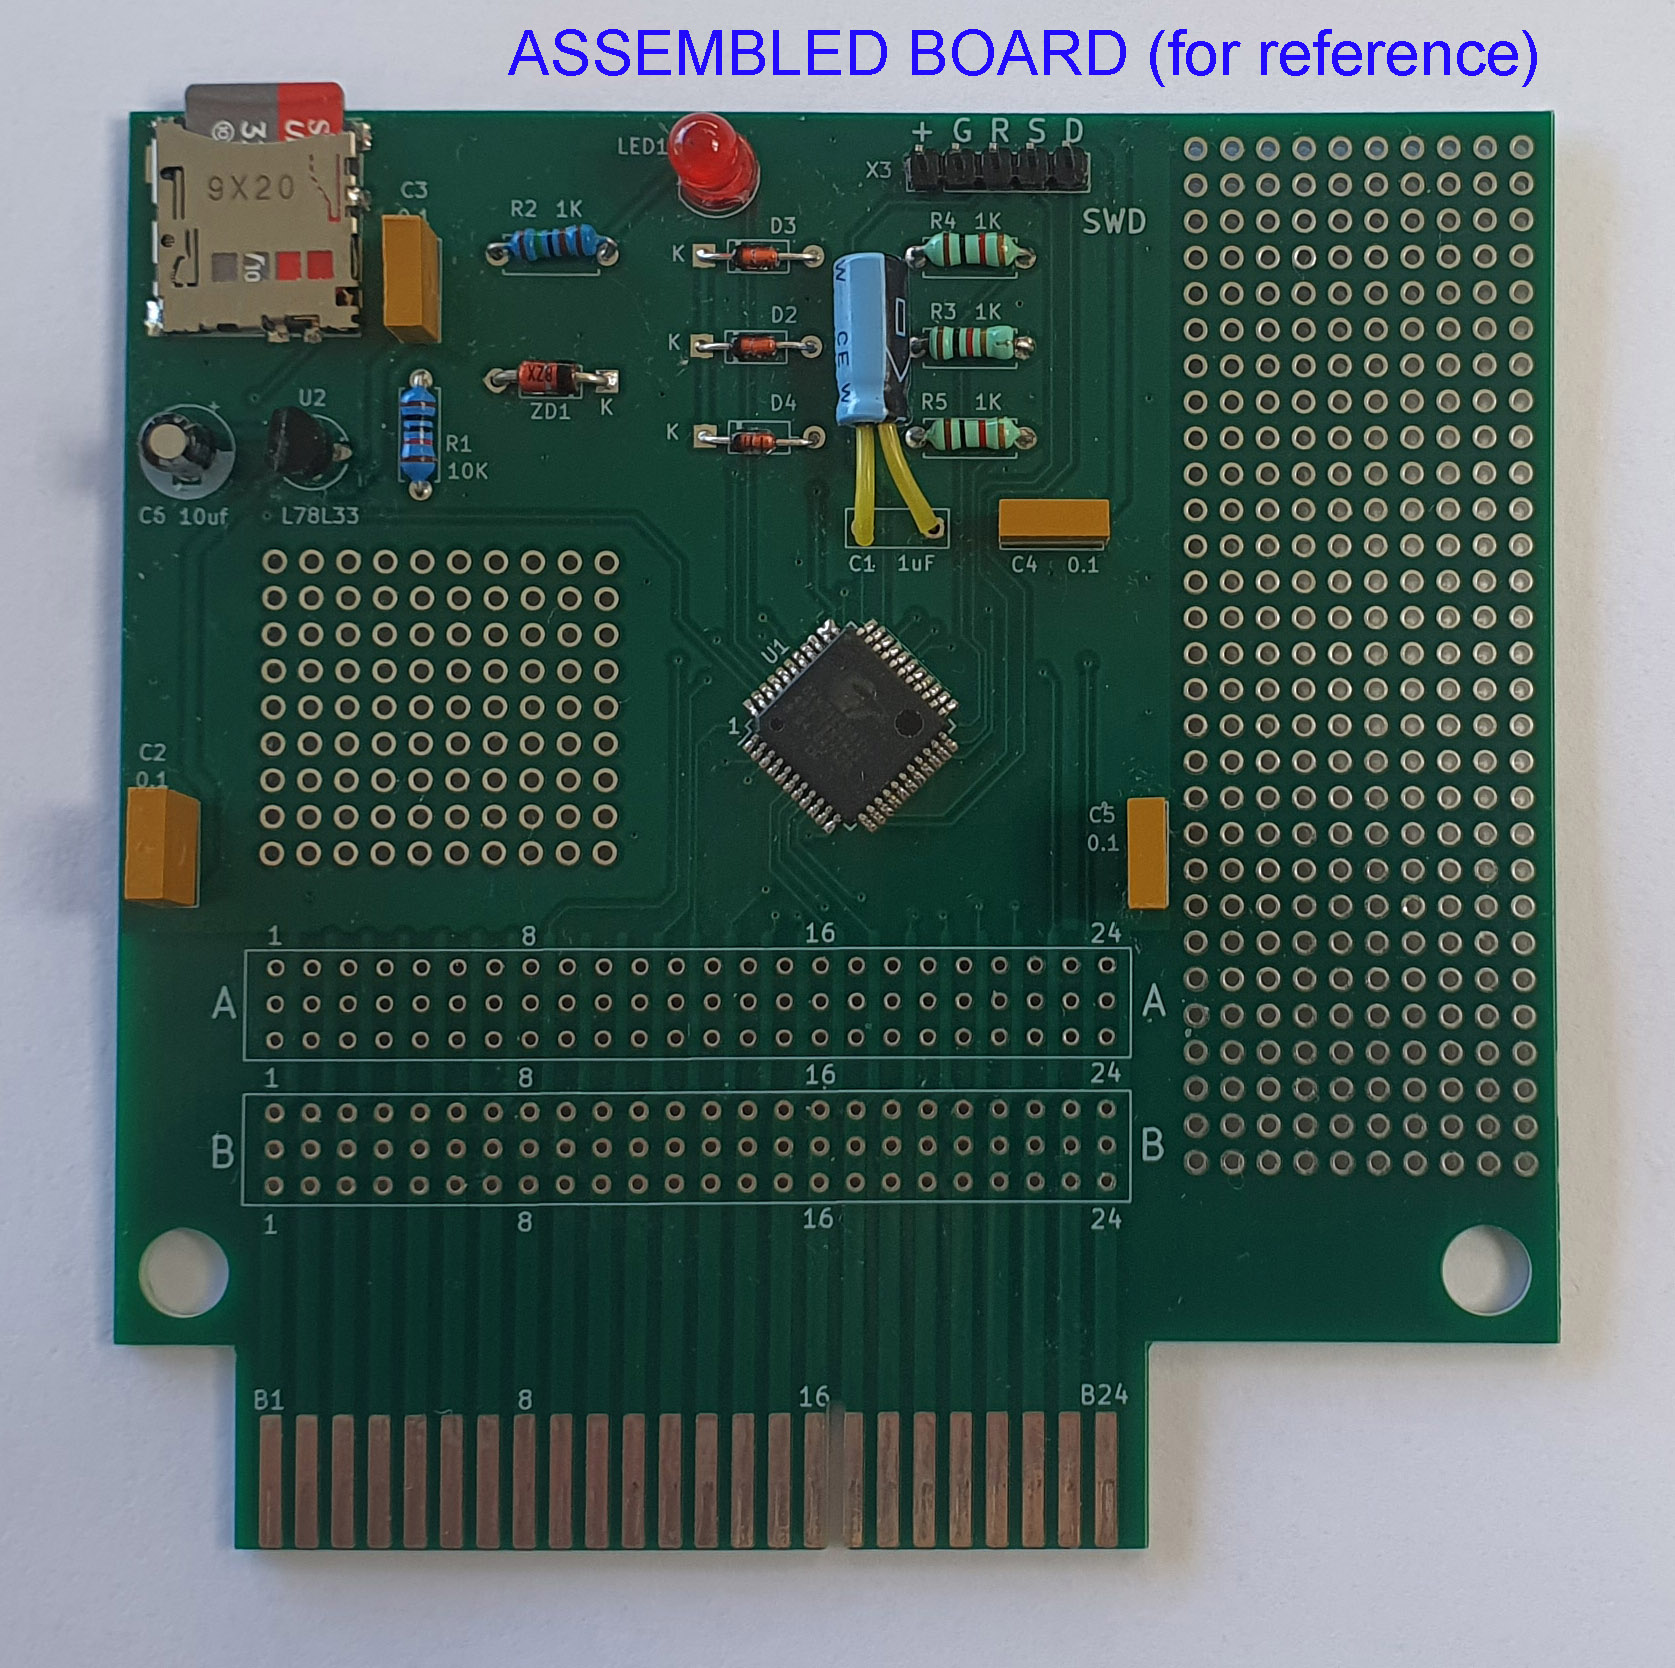 ASSEMBLED BOARD (for reference)
9X20
C3
0.1
R2 1K
LED1
+ G R S D
X3
SWD
K D3
R4 1K
K D2
R3 1K
K D4
R5 1K
BZX
ZD1 K
U2
R1
10K
10uf
L78L33
C1 1uF
C4 0.1
U1
1
C2
0.1
C5
0.1
1 8 16 24
A A
1 8 16 24
B B
1 8 16 24
B1 8 16 B24